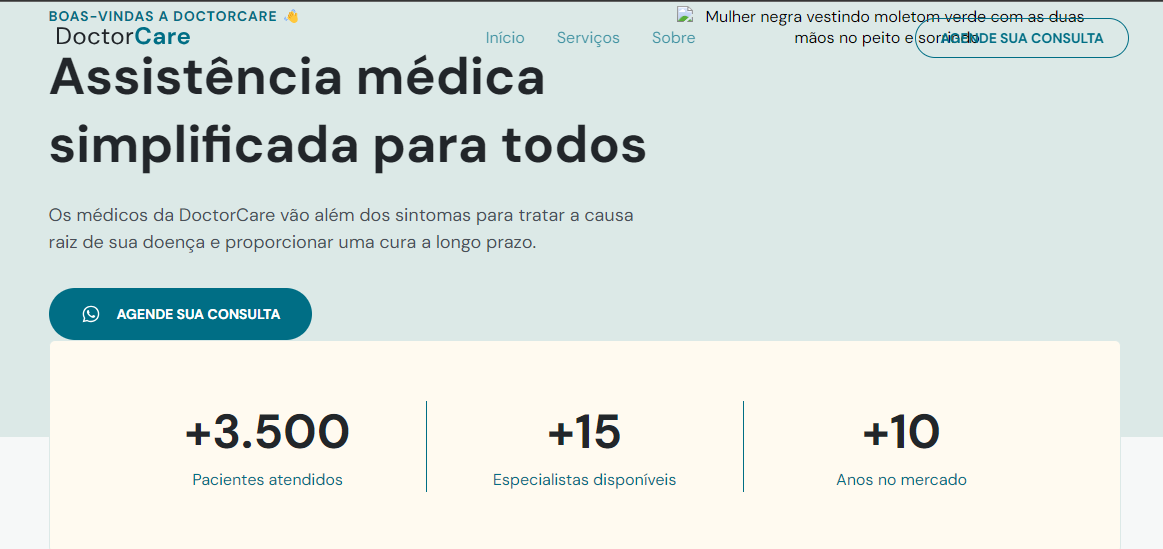 BOAS-VINDAS A DOCTORCARE 👋
DoctorCare
Início
Serviços
Sobre
AGENDE SUA CONSULTA
Mulher negra vestindo moletom verde com as duas
mãos no peito e sorrindo
Assistência médica
simplificada para todos
Os médicos da DoctorCare vão além dos sintomas para tratar a causa
raiz de sua doença e proporcionar uma cura a longo prazo.
AGENDE SUA CONSULTA
+3.500
Pacientes atendidos
+15
Especialistas disponíveis
+10
Anos no mercado